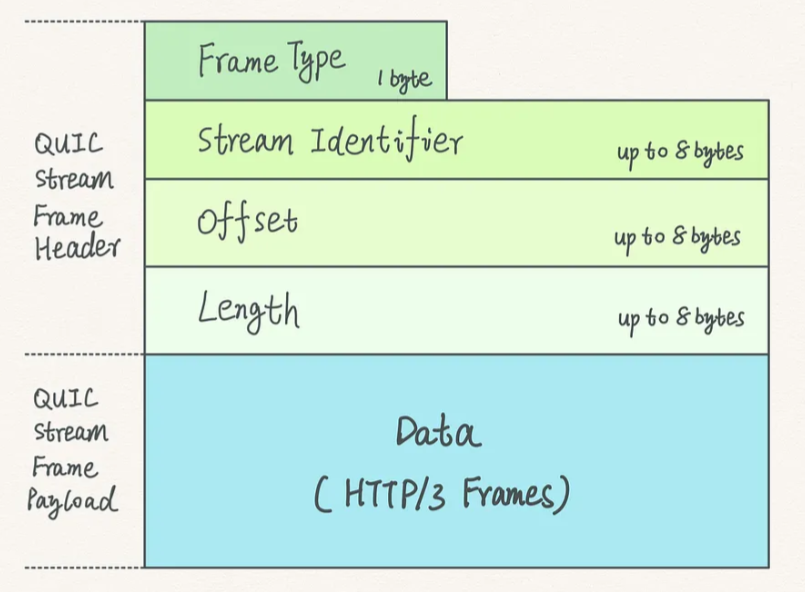 Frame Type
1 byte
QUIC
Stream
Frame
Header
Stream Identifier
up to 8 bytes
Offset
up to 8 bytes
Length
up to 8 bytes
QUIC
Stream
Frame
Payload
Data
(HTTP/3 Frames)